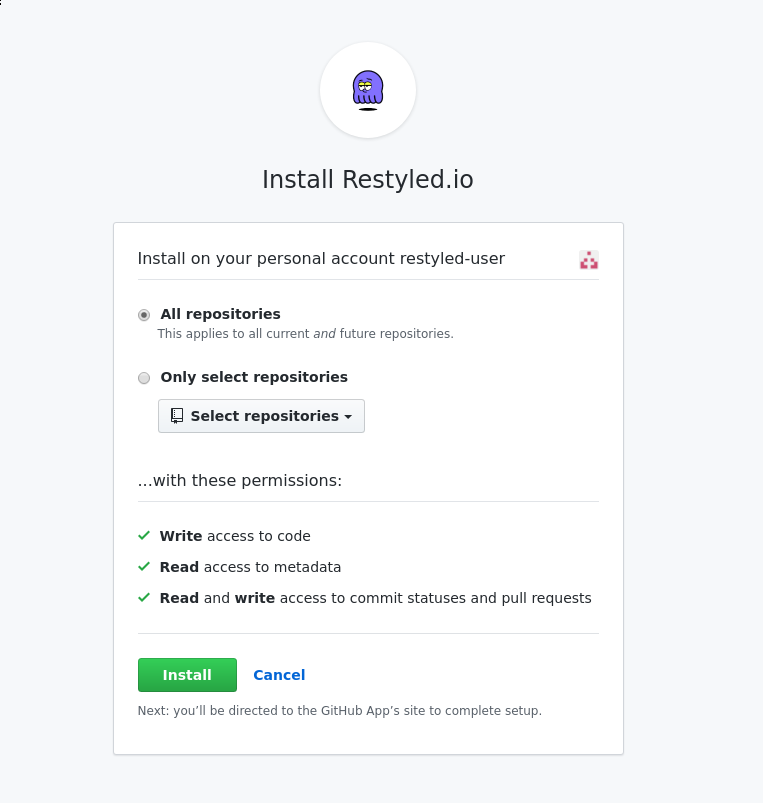 Install Restyled.io
Install on your personal account restyled-user
All repositories
This applies to all current and future repositories.
Only select repositories
Select repositories
...with these permissions:
Write access to code
Read access to metadata
Read and write access to commit statuses and pull requests
Install Cancel
Next: you’ll be directed to the GitHub App’s site to complete setup.